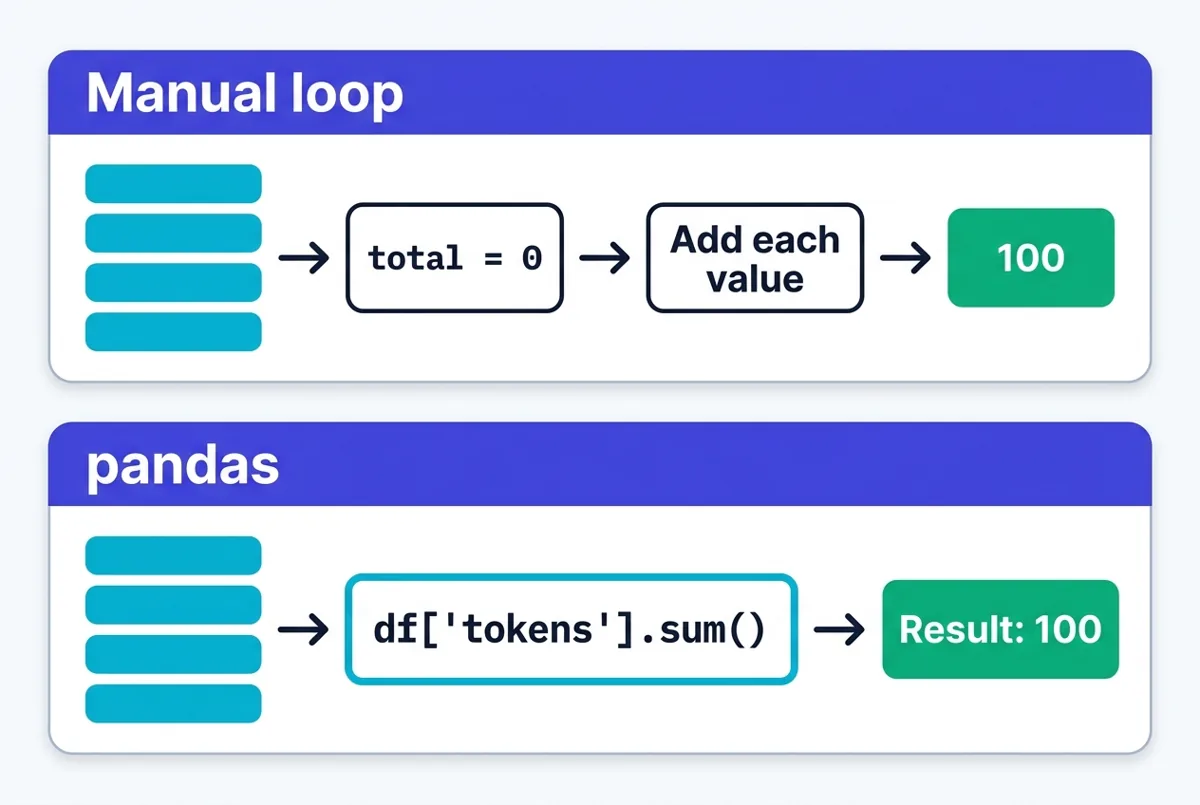 Manual loop
total = 0
Add each
value
100
pandas
df['tokens'].sum()
Result: 100